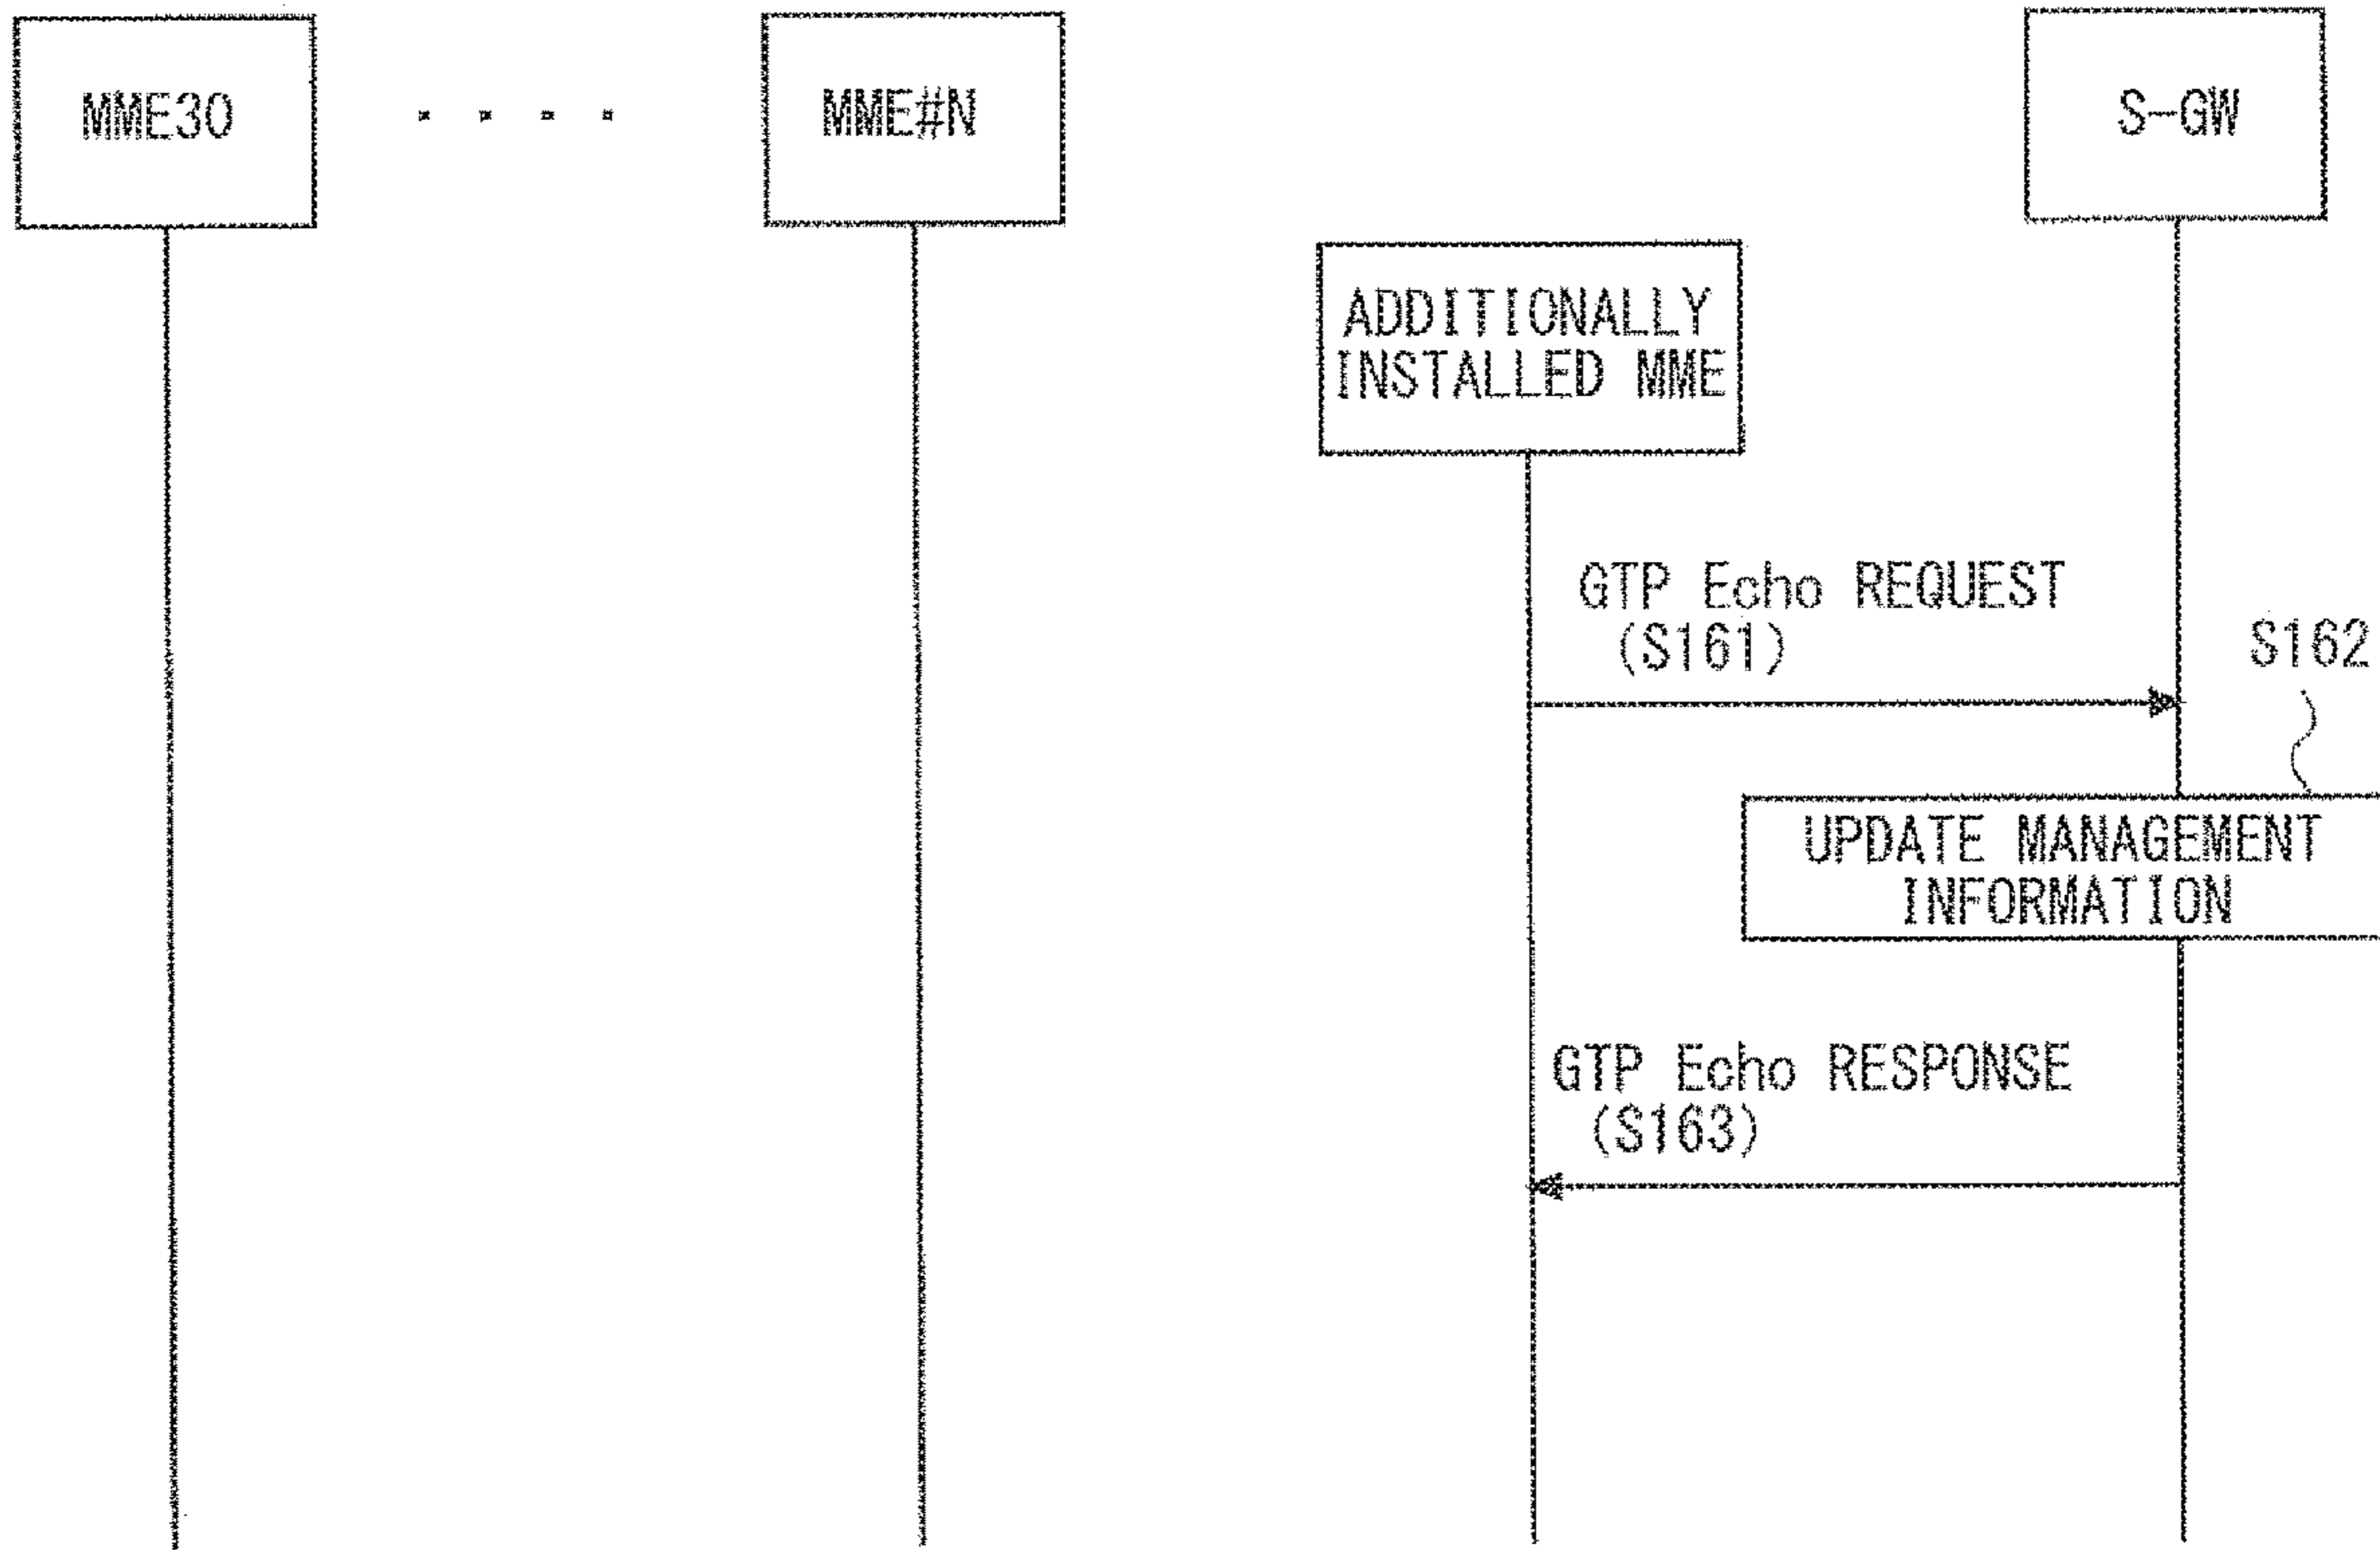 MME30
MME#N
S-GW
ADDITIONALLY
INSTALLED MME
GTP Echo REQUEST
(S161)
S162
UPDATE MANAGEMENT
INFORMATION
GTP Echo RESPONSE
(S163)